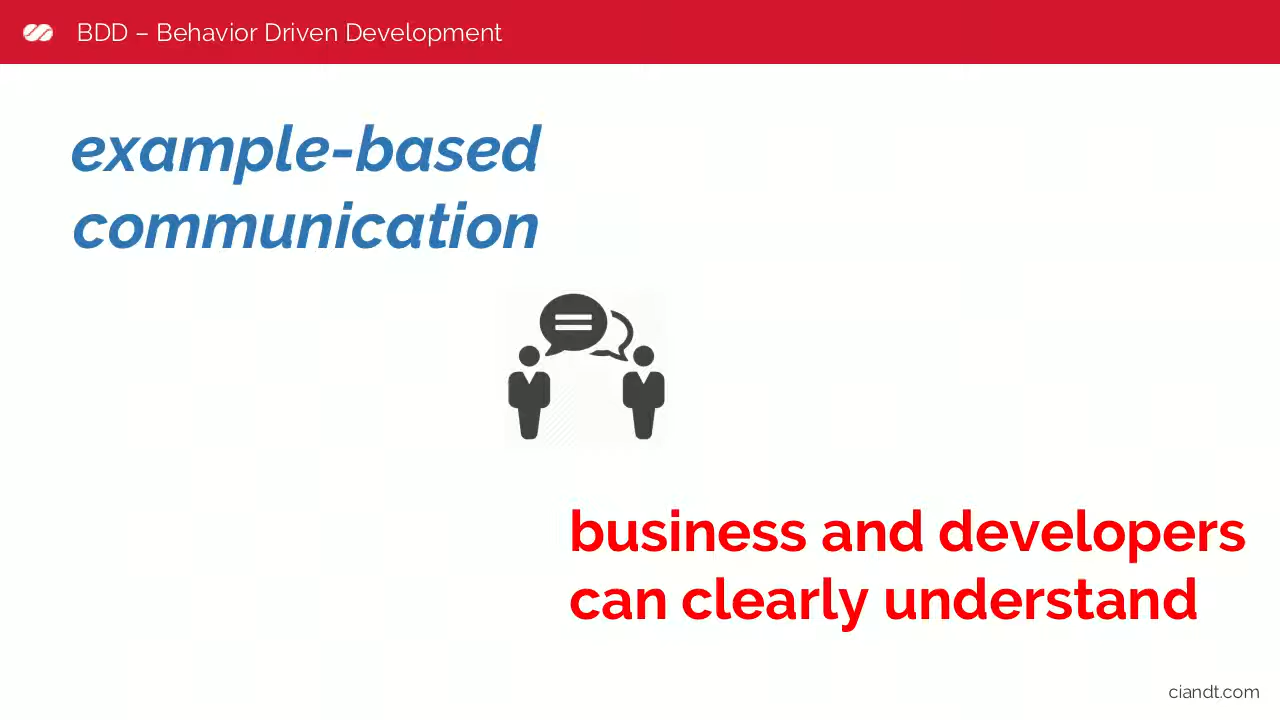 BDD – Behavior Driven Development
example-based
communication
business and developers
can clearly understand
ciandt.com